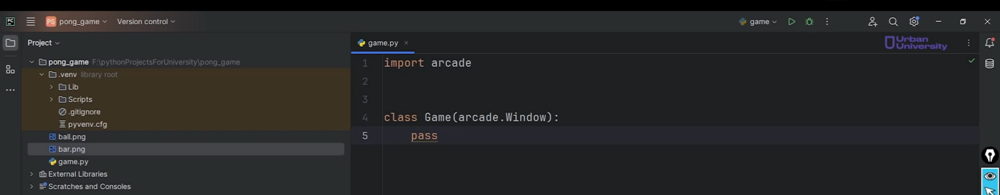 PC
PG pong_game
Version control
game
Project
game.py
Urban
University
pong_game F:\pythonProjectsForUniversity\pong_game
.venv library root
Lib
Scripts
.gitignore
pyvenv.cfg
ball.png
bar.png
game.py
External Libraries
Scratches and Consoles
1 import arcade
2
3
4 class Game(arcade.Window):
5 pass